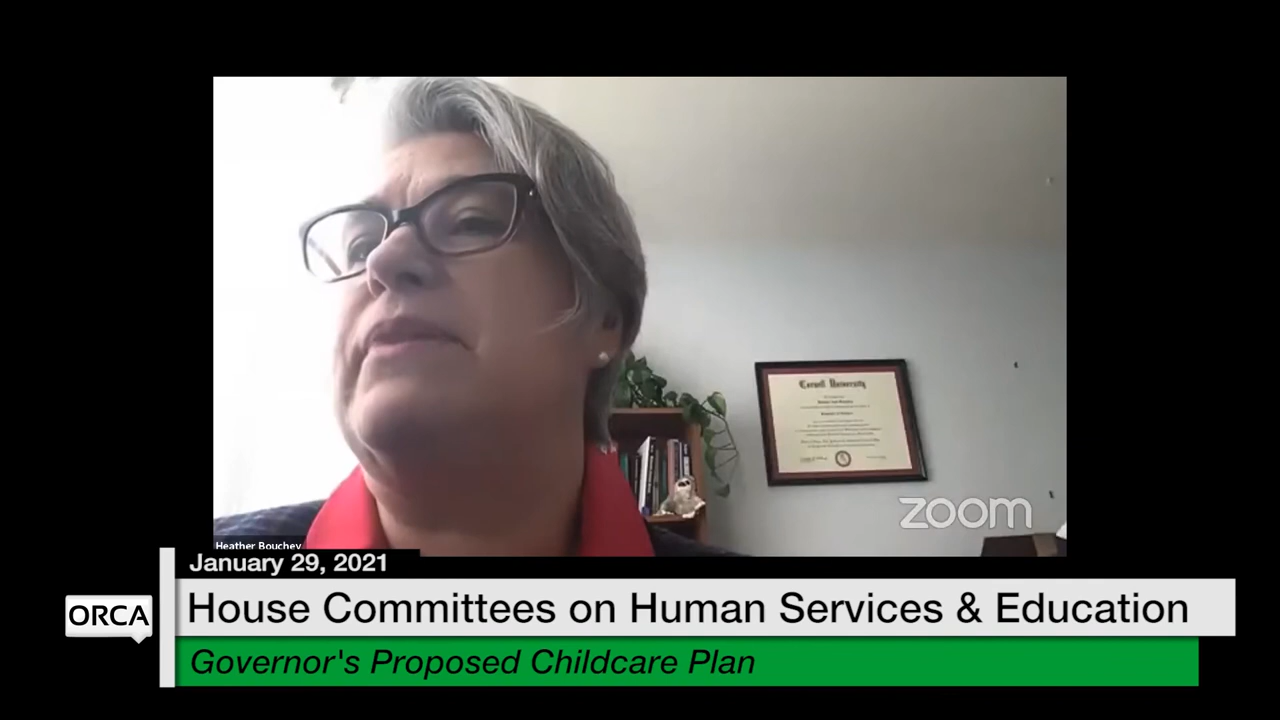 Cornell University
zoom
Heather Bouchey
January 29, 2021
ORCA
House Committees on Human Services & Education
Governor's Proposed Childcare Plan